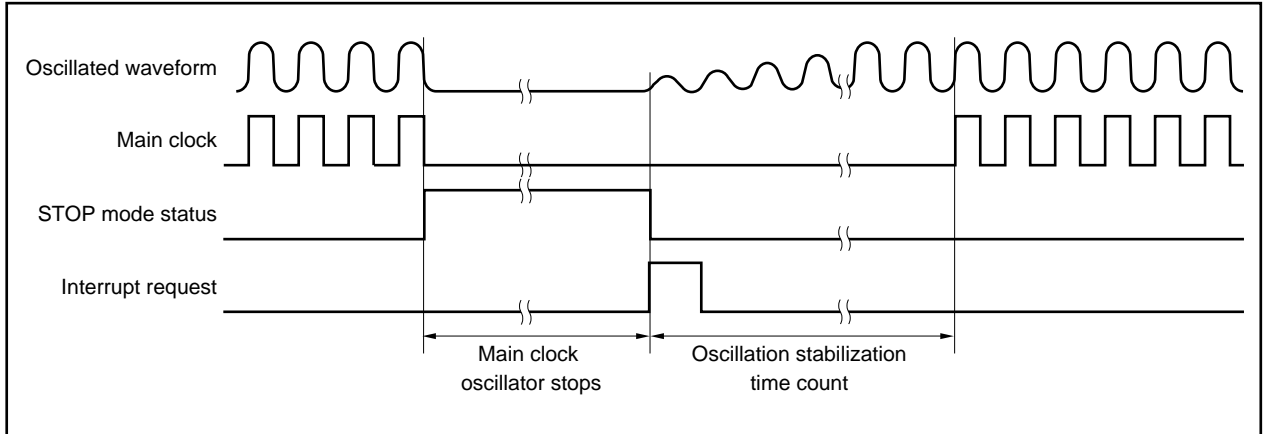 Oscillated waveform
Main clock
STOP mode status
Interrupt request
Main clock
oscillator stops
Oscillation stabilization
time count